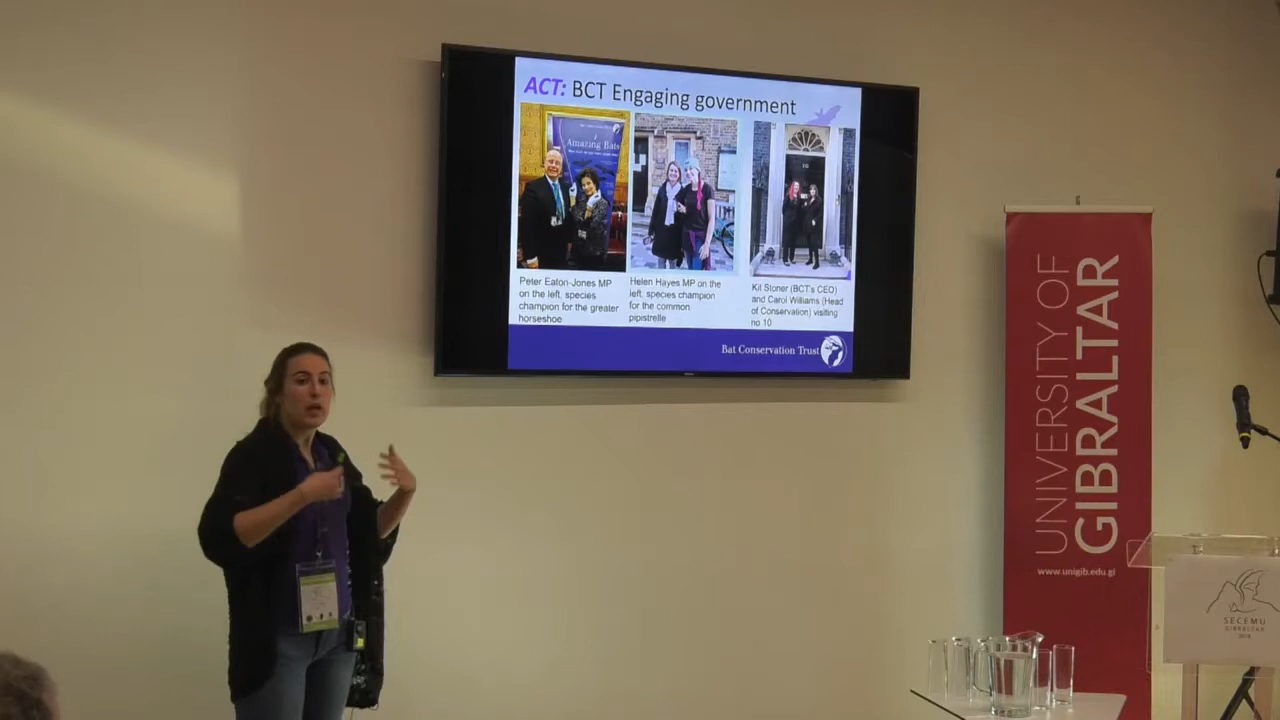 ACT: BCT Engaging government
Amazing Bats
Peter Eaton-Jones MP
on the left, species
champion for the greater
horseshoe
Helen Hayes MP on the
left, species champion
for the common
pipistrelle
Kit Stoner (BCT's CEO)
and Carol Williams (Head
of Conservation) visiting
no 10
Bat Conservation Trust
UNIVERSITY OF
GIBRALTAR
www.unigib.edu.gi
SECEMU
GIBRALTAR